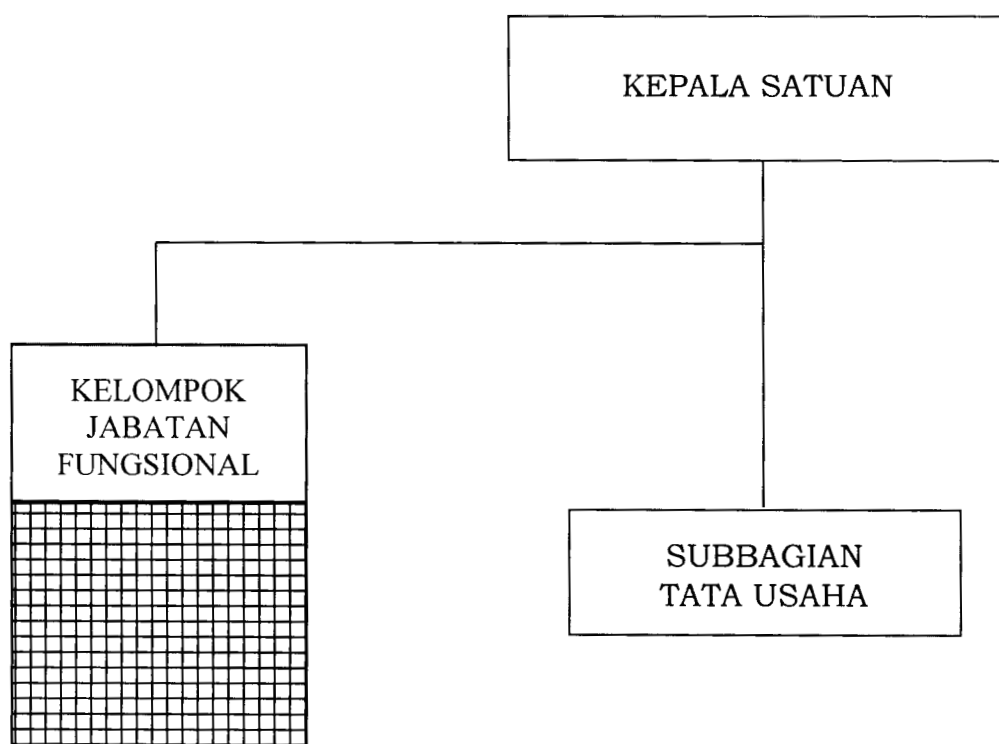 KEPALA SATUAN
KELOMPOK
JABATAN
FUNGSIONAL
SUBBAGIAN
TATA USAHA